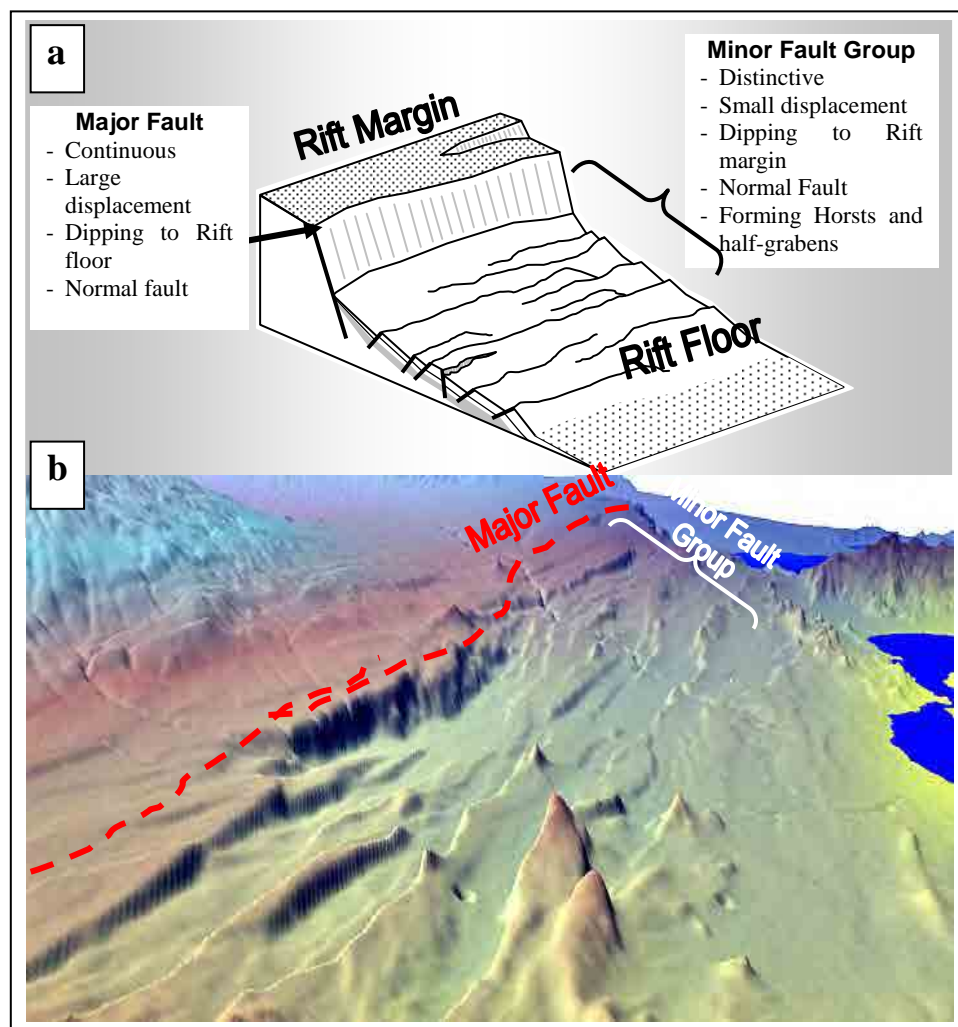 a
Major Fault
- Continuous
- Large
displacement
- Dipping to Rift
floor
- Normal fault
Rift Margin
Minor Fault Group
- Distinctive
- Small displacement
- Dipping to Rift
margin
- Normal Fault
- Forming Horsts and
half-grabens
Rift Floor
b
Major Fault
Minor Fault
Group